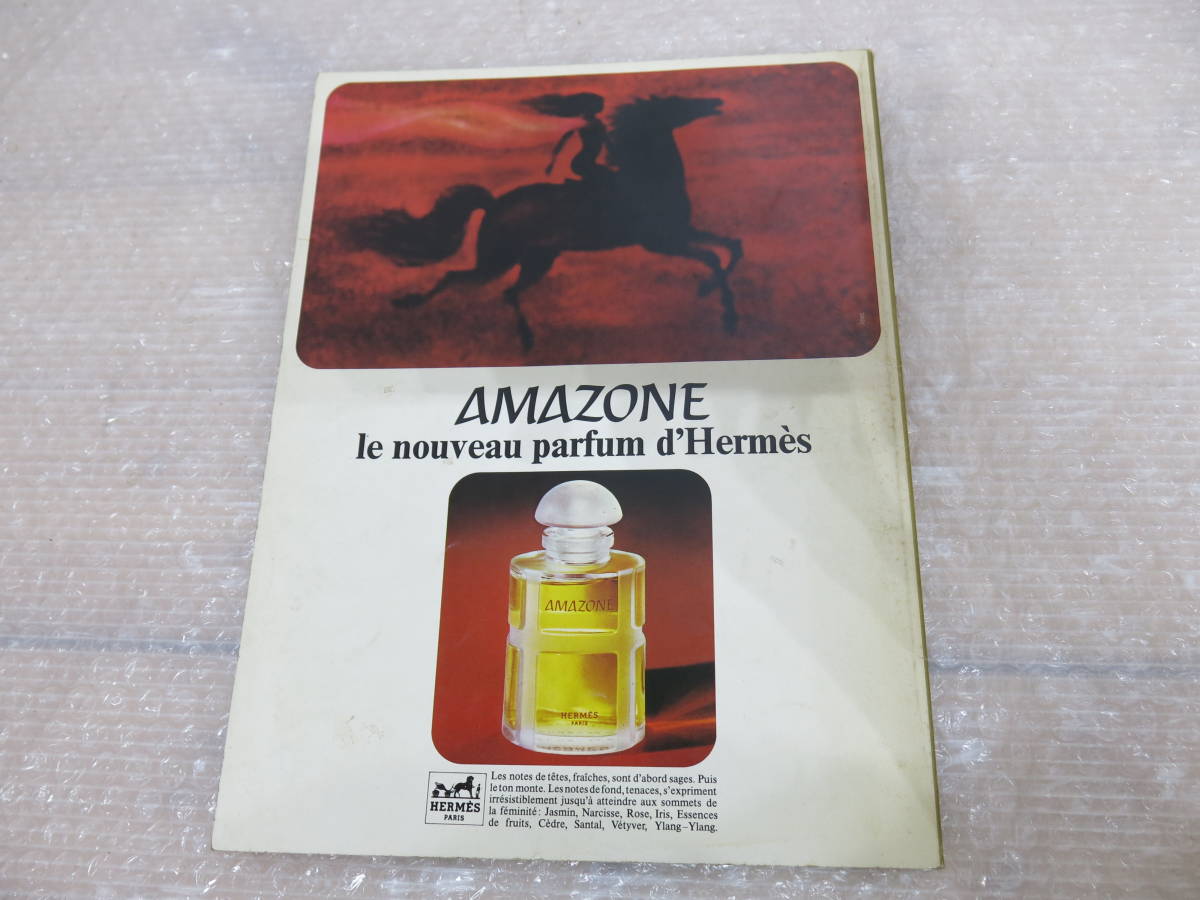 AMAZONE
le nouveau parfum d'Hermès
AMAZONE
HERMÈS
PARIS
HERMÈS
PARIS
Les notes de têtes, fraîches, sont d'abord sages. Puis
le ton monte. Les notes de fond, tenaces, s'expriment
irrésistiblement jusqu'à atteindre aux sommets de
la féminité: Jasmin, Narcisse, Rose, Iris, Essences
de fruits, Cèdre, Santal, Vétyver, Ylang-Ylang.